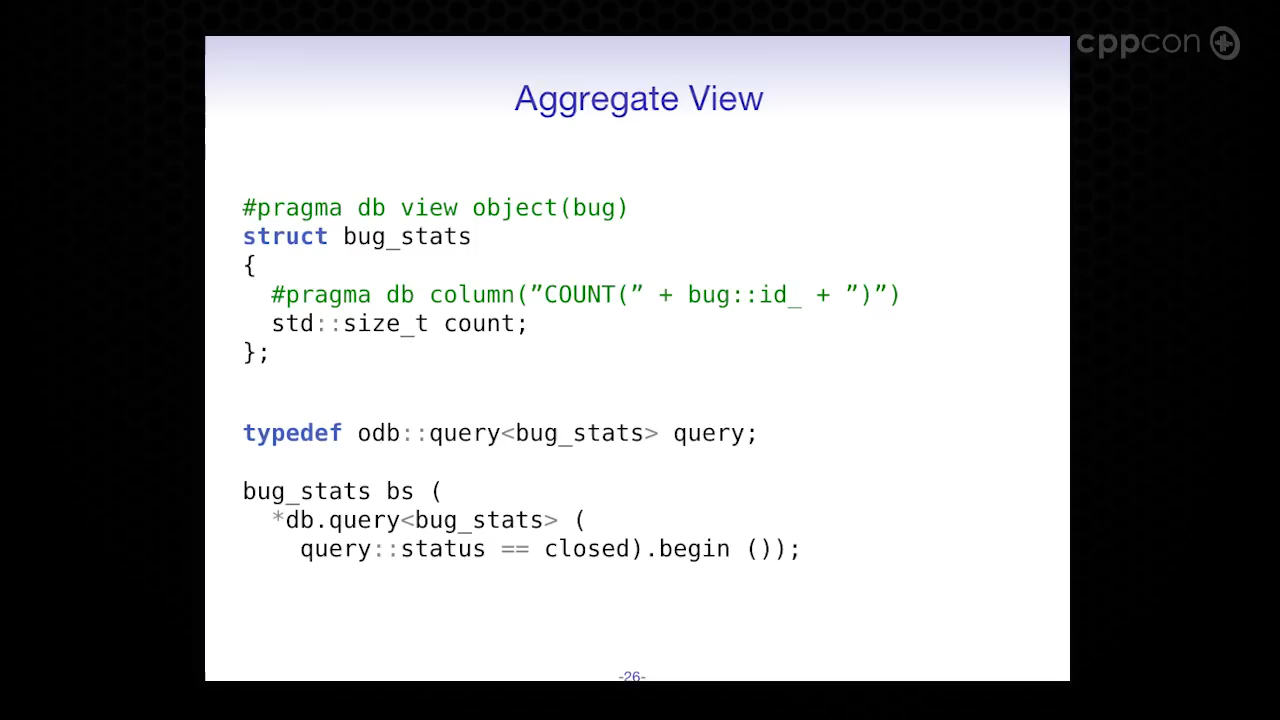 cppcon
Aggregate View
#pragma db view object(bug)
struct bug_stats
{
#pragma db column(”COUNT(” + bug::id_ + ”)”)
std::size_t count;
};
typedef odb::query<bug_stats> query;
bug_stats bs (
*db.query<bug_stats> (
query::status == closed).begin ());
-26-